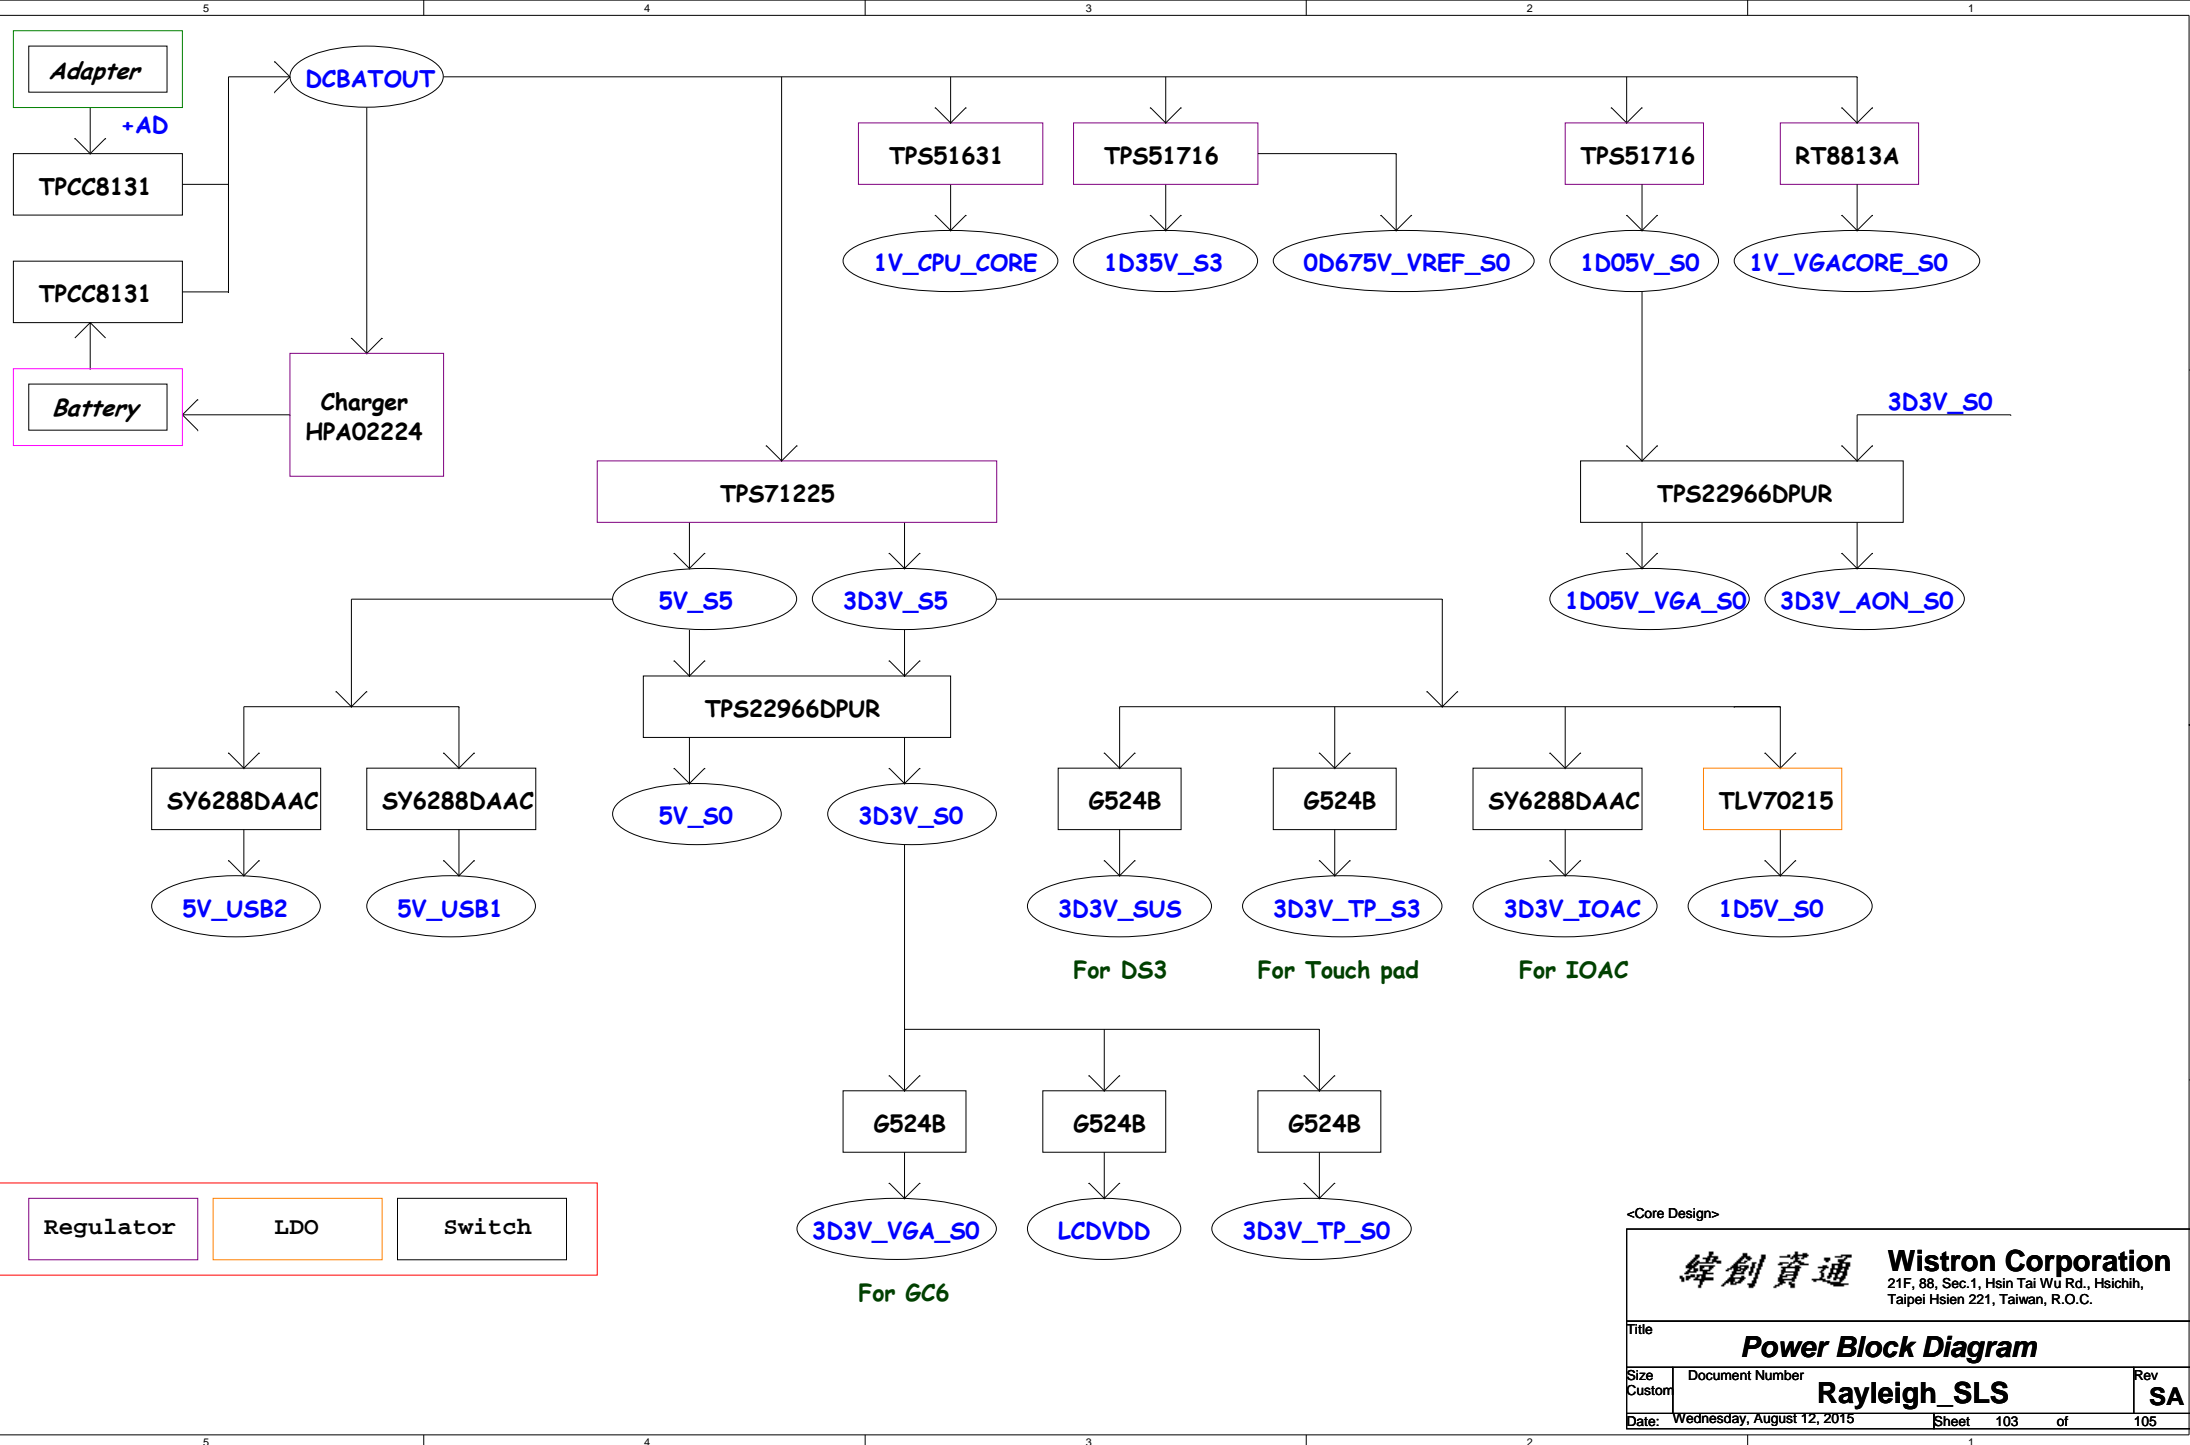 5 4 3 2 1
Adapter
DCBATOUT
+AD
TPCC8131
TPS51631
TPS51716
TPS51716
RT8813A
1V_CPU_CORE
1D35V_S3
0D675V_VREF_S0
1D05V_S0
1V_VGACORE_S0
TPCC8131
Battery
Charger
HPA02224
3D3V_S0
TPS71225
TPS22966DPUR
5V_S5
3D3V_S5
1D05V_VGA_S0
3D3V_AON_S0
TPS22966DPUR
SY6288DAAC
SY6288DAAC
5V_S0
3D3V_S0
G524B
G524B
SY6288DAAC
TLV70215
5V_USB2
5V_USB1
3D3V_SUS
3D3V_TP_S3
3D3V_IOAC
1D5V_S0
For DS3
For Touch pad
For IOAC
G524B
G524B
G524B
3D3V_VGA_S0
LCDVDD
3D3V_TP_S0
For GC6
Regulator
LDO
Switch
<Core Design>
緯創資通
Wistron Corporation
21F, 88, Sec.1, Hsin Tai Wu Rd., Hsichih,
Taipei Hsien 221, Taiwan, R.O.C.
Title
Power Block Diagram
Size
Custom
Document Number
Rayleigh_SLS
Rev
SA
Date: Wednesday, August 12, 2015
Sheet 103 of 105
5 4 3 2 1